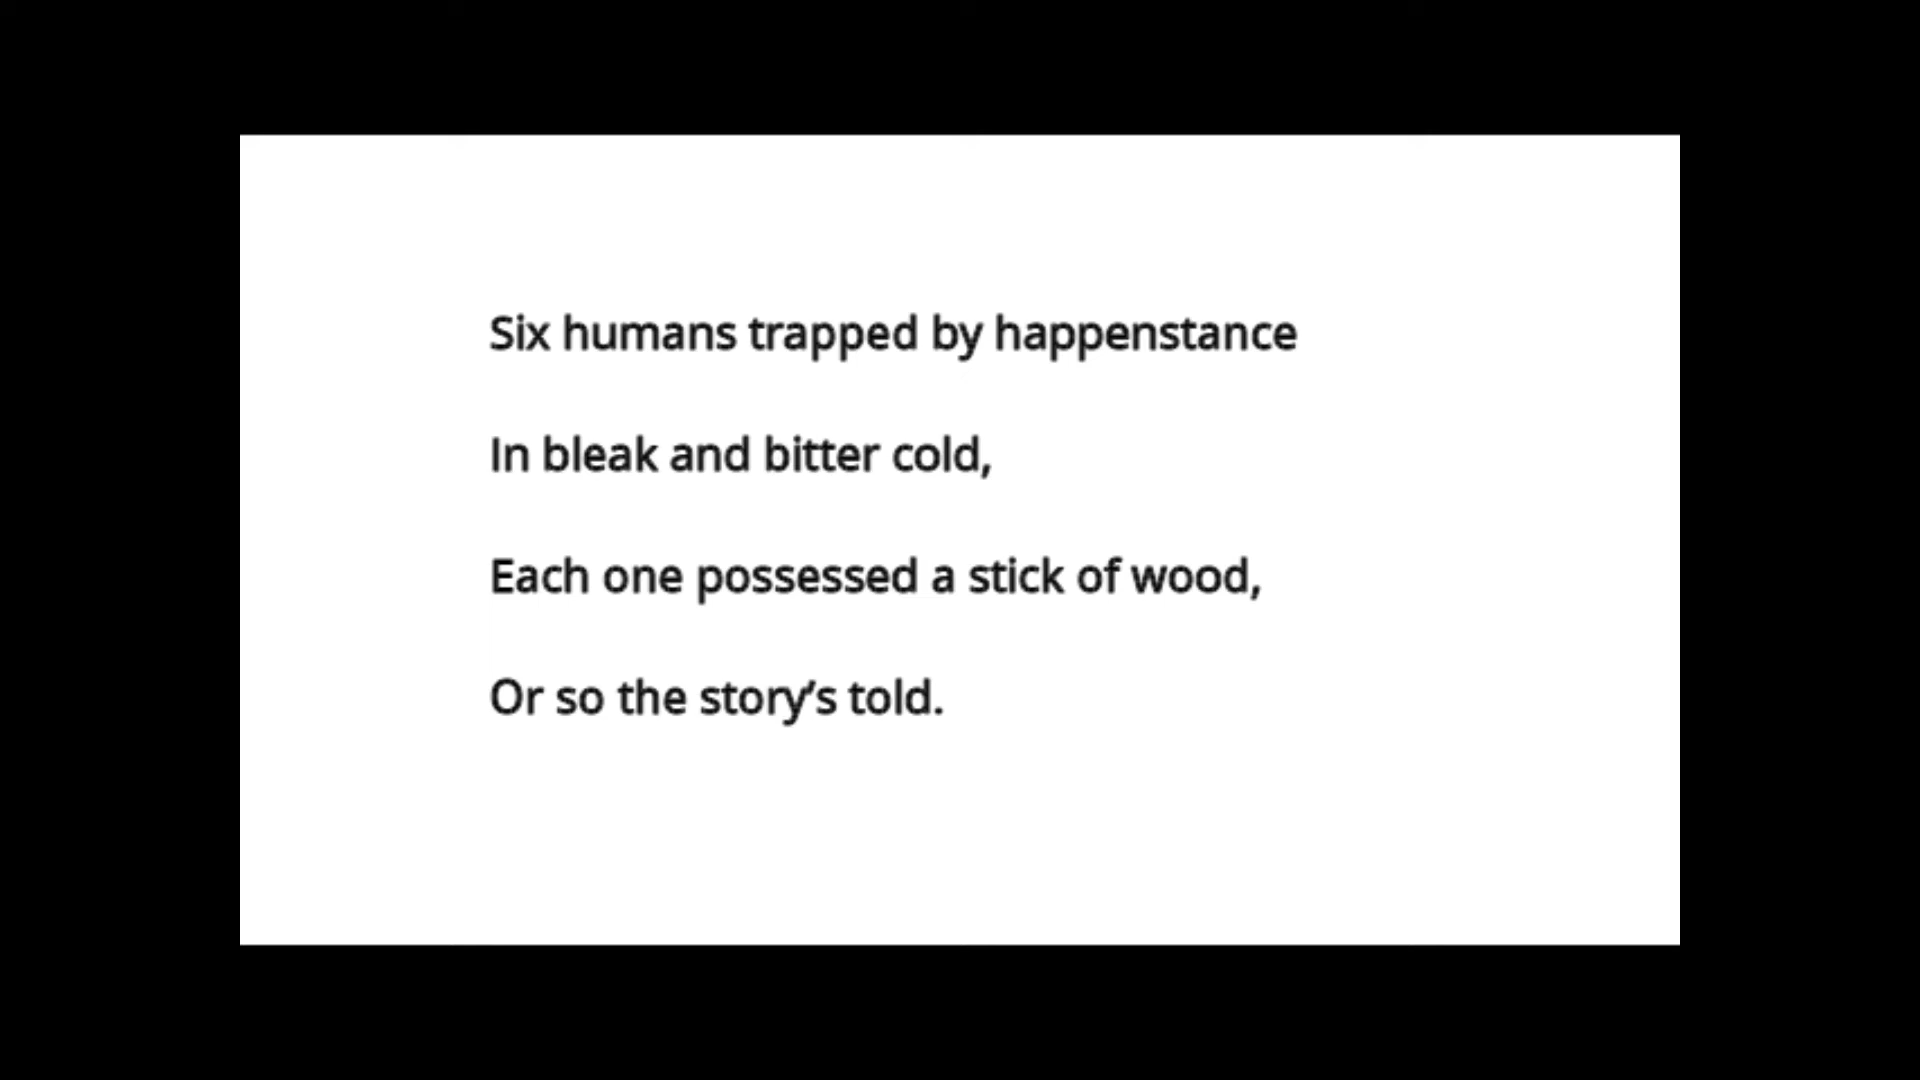 Six humans trapped by happenstance
In bleak and bitter cold,
Each one possessed a stick of wood,
Or so the story’s told.